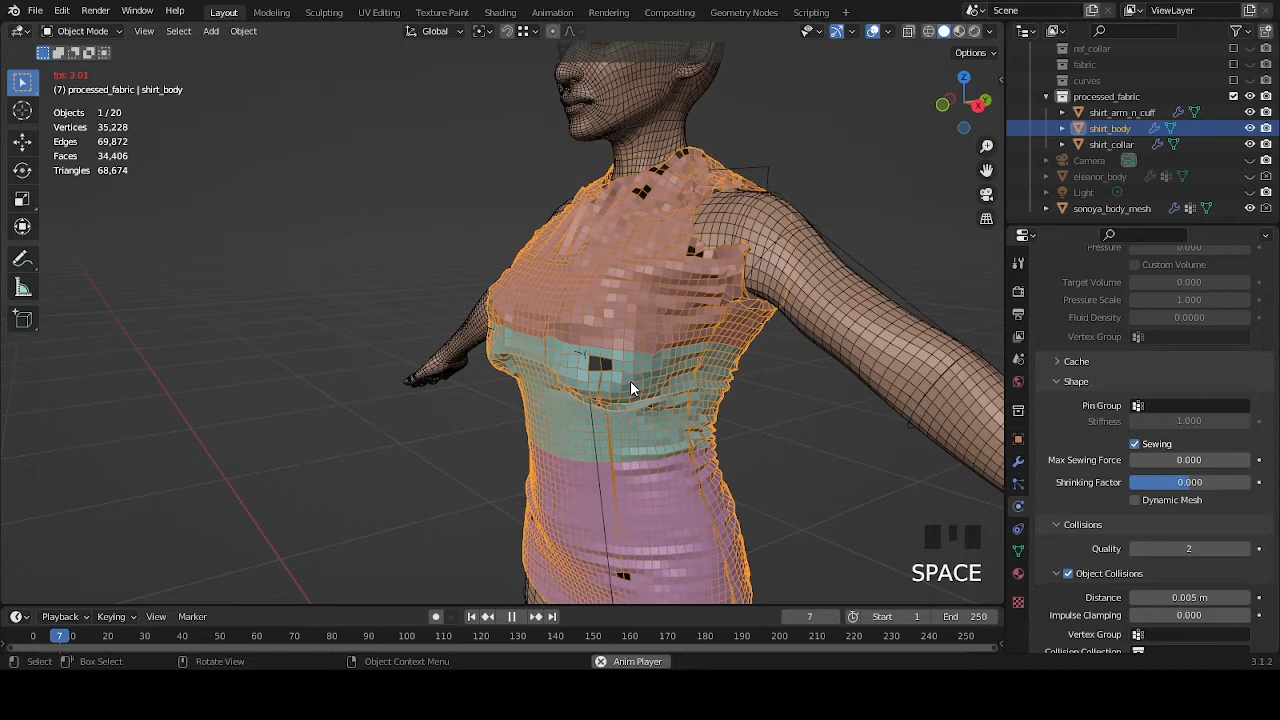 File Edit Render Window Help Layout Modeling Sculpting UV Editing Texture Paint Shading Animation Rendering Compositing Geometry Nodes Scripting + Scene ViewLayer
Object Mode View Select Add Object Global
Options
fps: 3.01
(7) processed_fabric | shirt_body
Objects 1 / 20
Vertices 35,228
Edges 69,872
Faces 34,406
Triangles 68,674
Z
Y
X
ref_collar
fabric
curves
processed_fabric
shirt_arm_n_cuff
shirt_body
shirt_collar
Camera
eleanor_body
Light
sonoya_body_mesh
Pressure 0.000
Custom Volume
Target Volume 0.000
Pressure Scale 1.000
Fluid Density 0.0000
Vertex Group
Cache
Shape
Pin Group
Stiffness 1.000
Sewing
Max Sewing Force 0.000
Shrinking Factor 0.000
Dynamic Mesh
Collisions
Quality 2
Object Collisions
Distance 0.005 m
Impulse Clamping 0.000
Vertex Group
Collision Collection
SPACE
Playback Keying View Marker 7 Start 1 End 250
0 7 10 20 30 40 50 60 70 80 90 100 110 120 130 140 150 160 170 180 190 200 210 220 230 240 250
Select Box Select Rotate View Object Context Menu Anim Player 3.1.2